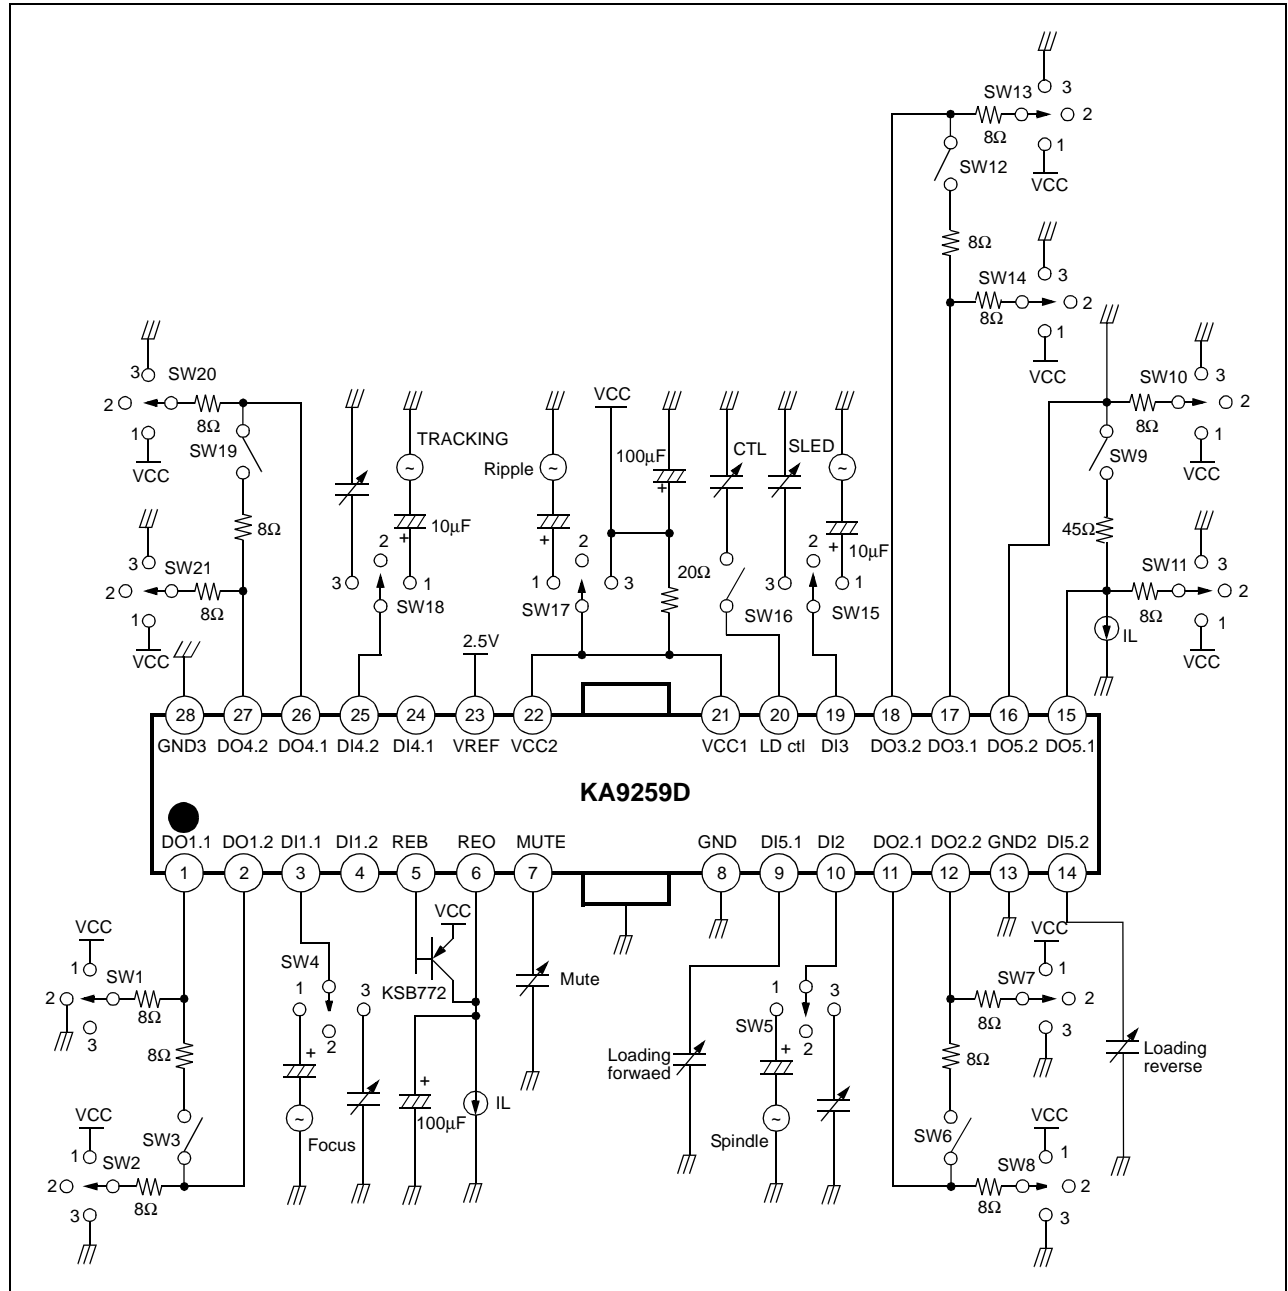 SW13
3
2
8Ω
1
VCC
SW12
8Ω
SW14
3
2
8Ω
1
VCC
3
SW20
2
8Ω
1
VCC
SW19
8Ω
3
SW21
2
8Ω
1
VCC
TRACKING
10μF
2
3
1
SW18
Ripple
VCC
100μF
2
1
3
SW17
20Ω
CTL
SLED
SW16
2
10μF
3
1
SW15
SW10
3
2
8Ω
1
VCC
SW9
45Ω
SW11
3
2
8Ω
1
VCC
IL
2.5V
28
27
26
25
24
23
22
21
20
19
18
17
16
15
GND3
DO4.2
DO4.1
DI4.2
DI4.1
VREF
VCC2
VCC1
LD ctl
DI3
DO3.2
DO3.1
DO5.2
DO5.1
KA9259D
DO1.1
DO1.2
DI1.1
DI1.2
REB
REO
MUTE
GND
DI5.1
DI2
DO2.1
DO2.2
GND2
DI5.2
1
2
3
4
5
6
7
8
9
10
11
12
13
14
VCC
1
SW1
2
8Ω
3
8Ω
SW3
VCC
1
SW2
2
8Ω
3
SW4
1
3
2
+
Focus
VCC
KSB772
+
100μF
IL
Mute
Loading
forwaed
1
3
SW5
2
+
Spindle
VCC
1
SW7
2
8Ω
3
8Ω
SW6
VCC
1
SW8
2
8Ω
3
Loading
reverse